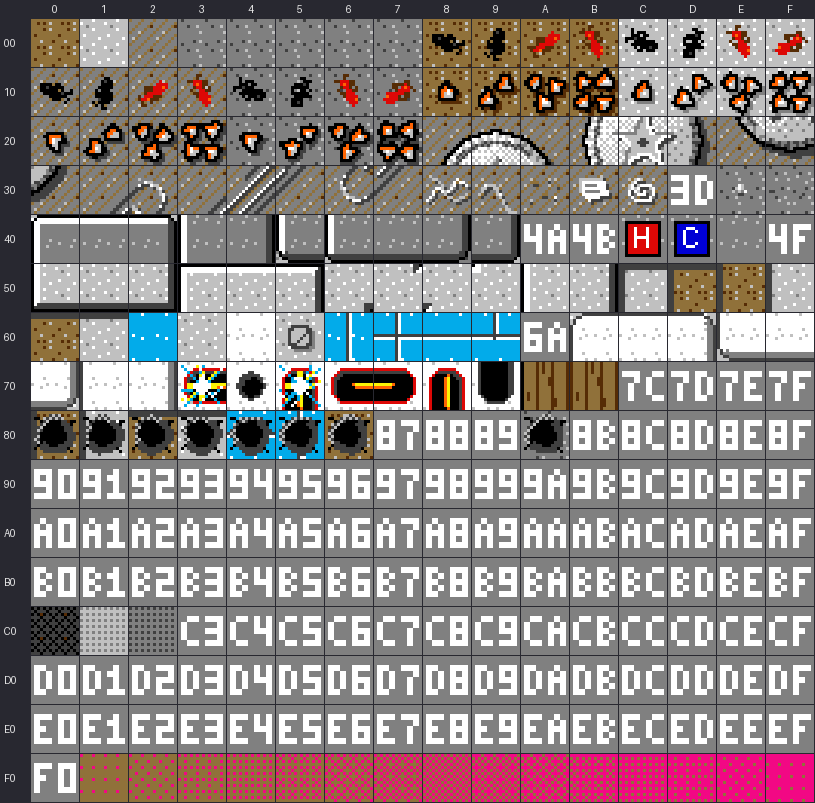 0 1 2 3 4 5 6 7 8 9 A B C D E F
00
10
20
30 3D
40 4A 4B H C 4F
50
60 6A
70 7C 7D 7E 7F
80 87 88 89 8B 8C 8D 8E 8F
90 90 91 92 93 94 95 96 97 98 99 9A 9B 9C 9D 9E 9F
A0 A0 A1 A2 A3 A4 A5 A6 A7 A8 A9 AA AB AC AD AE AF
B0 B0 B1 B2 B3 B4 B5 B6 B7 B8 B9 BA BB BC BD BE BF
C0 C3 C4 C5 C6 C7 C8 C9 CA CB CC CD CE CF
D0 D0 D1 D2 D3 D4 D5 D6 D7 D8 D9 DA DB DC DD DE DF
E0 E0 E1 E2 E3 E4 E5 E6 E7 E8 E9 EA EB EC ED EE EF
F0 F0